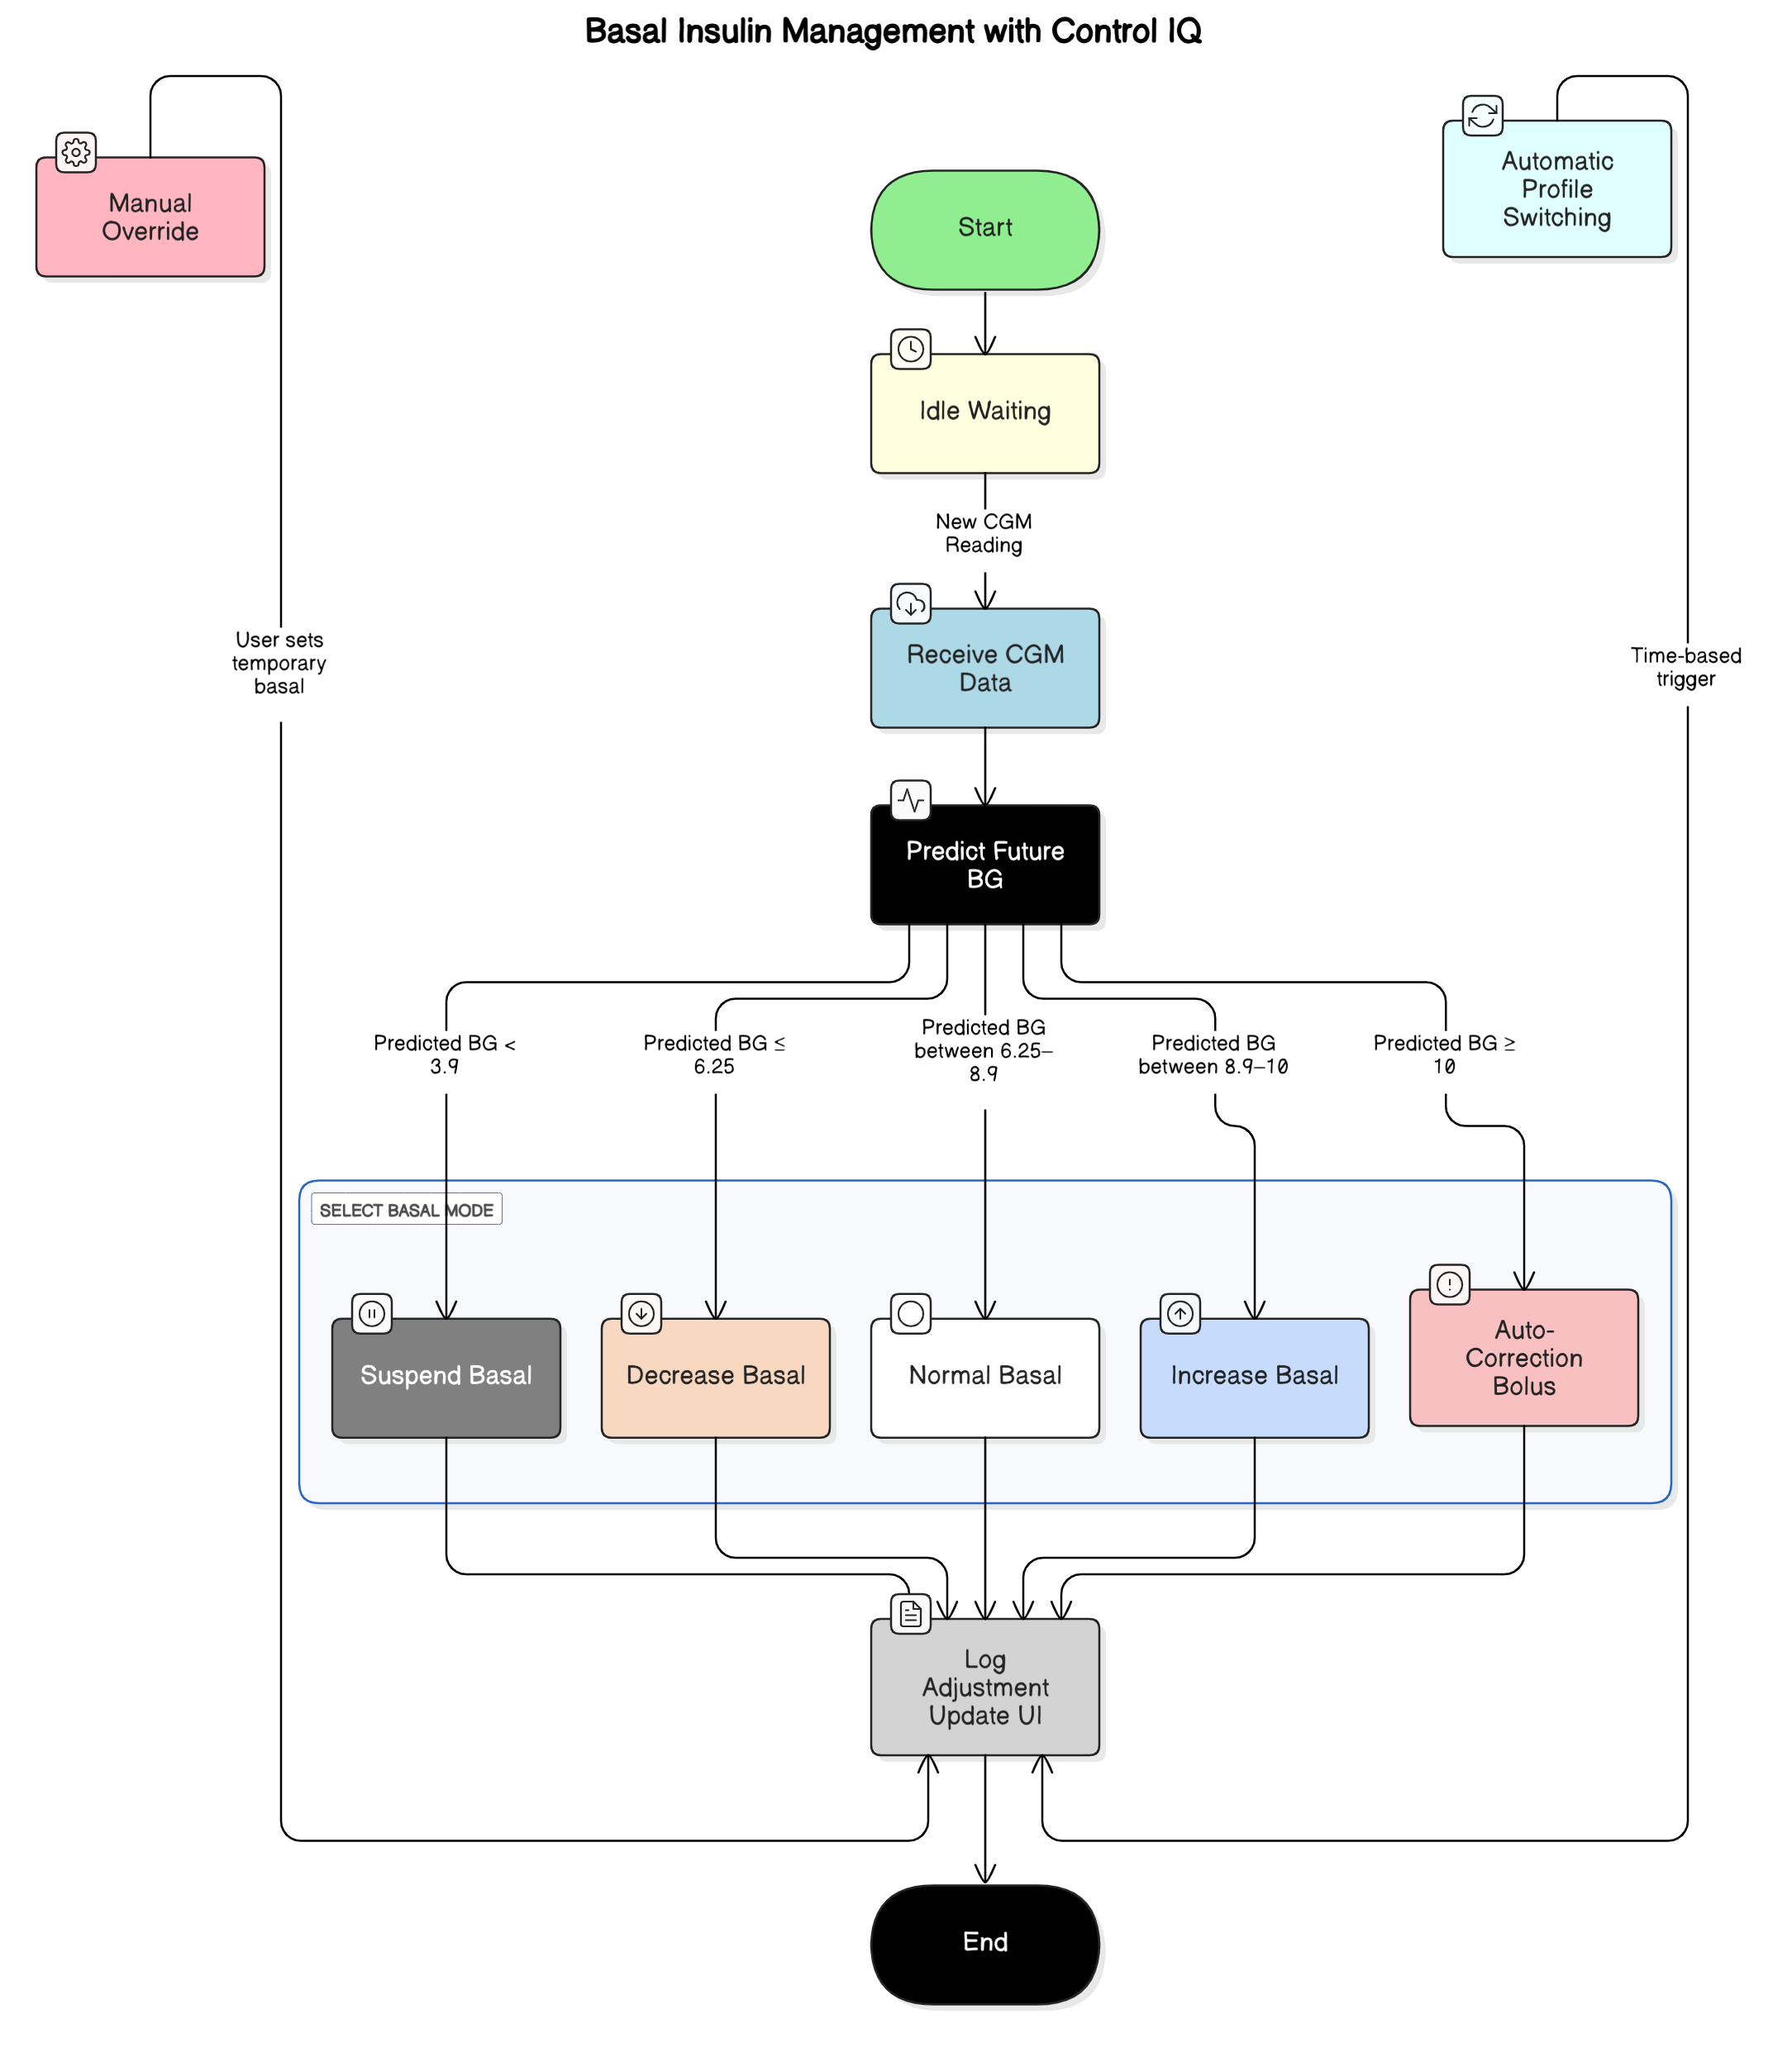 Basal Insulin Management with Control IQ
Manual
Override
Automatic
Profile
Switching
Start
Idle Waiting
New CGM
Reading
User sets
temporary
basal
Time-based
trigger
Receive CGM
Data
Predict Future
BG
Predicted BG <
3.9
Predicted BG ≤
6.25
Predicted BG
between 6.25–
8.9
Predicted BG
between 8.9–10
Predicted BG ≥
10
SELECT BASAL MODE
Suspend Basal
Decrease Basal
Normal Basal
Increase Basal
Auto-
Correction
Bolus
Log
Adjustment
Update UI
End